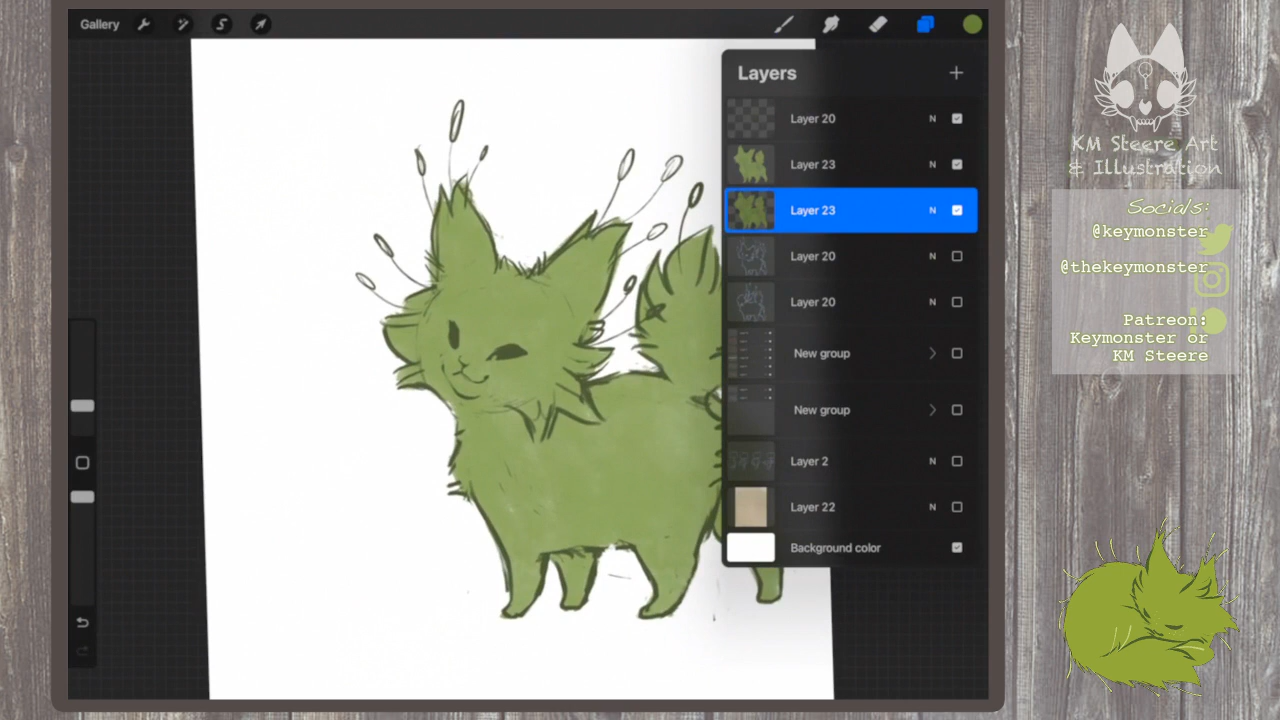 Gallery
Layers
Layer 20 N
Layer 23 N
Layer 23 N
Layer 20 N
Layer 20 N
New group
New group
Layer 2 N
Layer 22 N
Background color
KM Steere Art
& Illustration
Socials:
@keymonster
@thekeymonster
Patreon:
Keymonster or
KM Steere